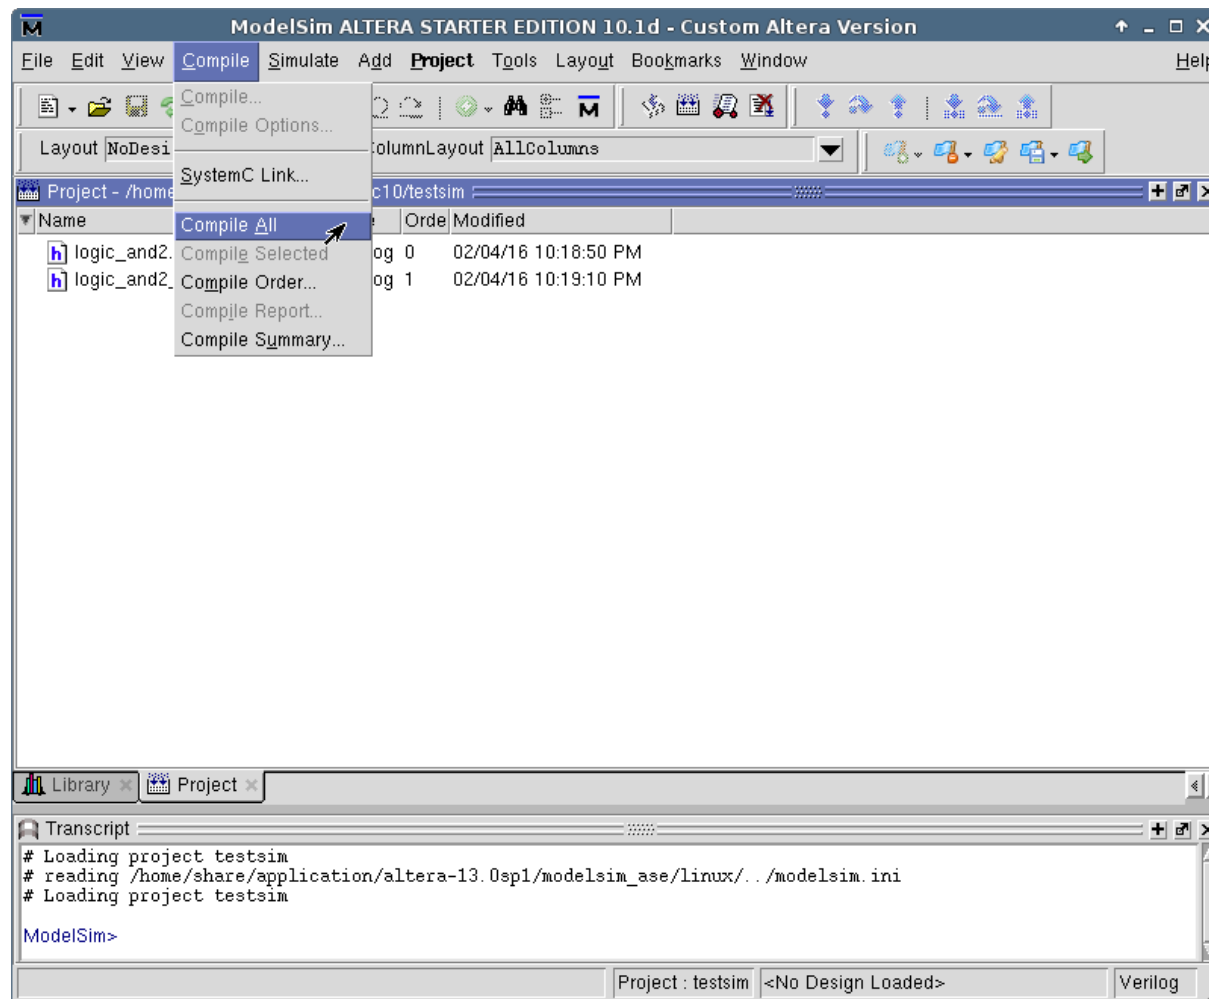 ModelSim ALTERA STARTER EDITION 10.1d - Custom Altera Version
File Edit View Compile Simulate Add Project Tools Layout Bookmarks Window Help
Compile...
Compile Options...
SystemC Link...
Compile All
Compile Selected
Compile Order...
Compile Report...
Compile Summary...
Layout NoDesi olumnLayout AllColumns
Project - /home c10/testsim
Name Orde Modified
logic_and2. og 0 02/04/16 10:18:50 PM
logic_and2_ og 1 02/04/16 10:19:10 PM
Library Project
Transcript
# Loading project testsim
# reading /home/share/application/altera-13.0sp1/modelsim_ase/linux/../modelsim.ini
# Loading project testsim
ModelSim>
Project : testsim <No Design Loaded> Verilog